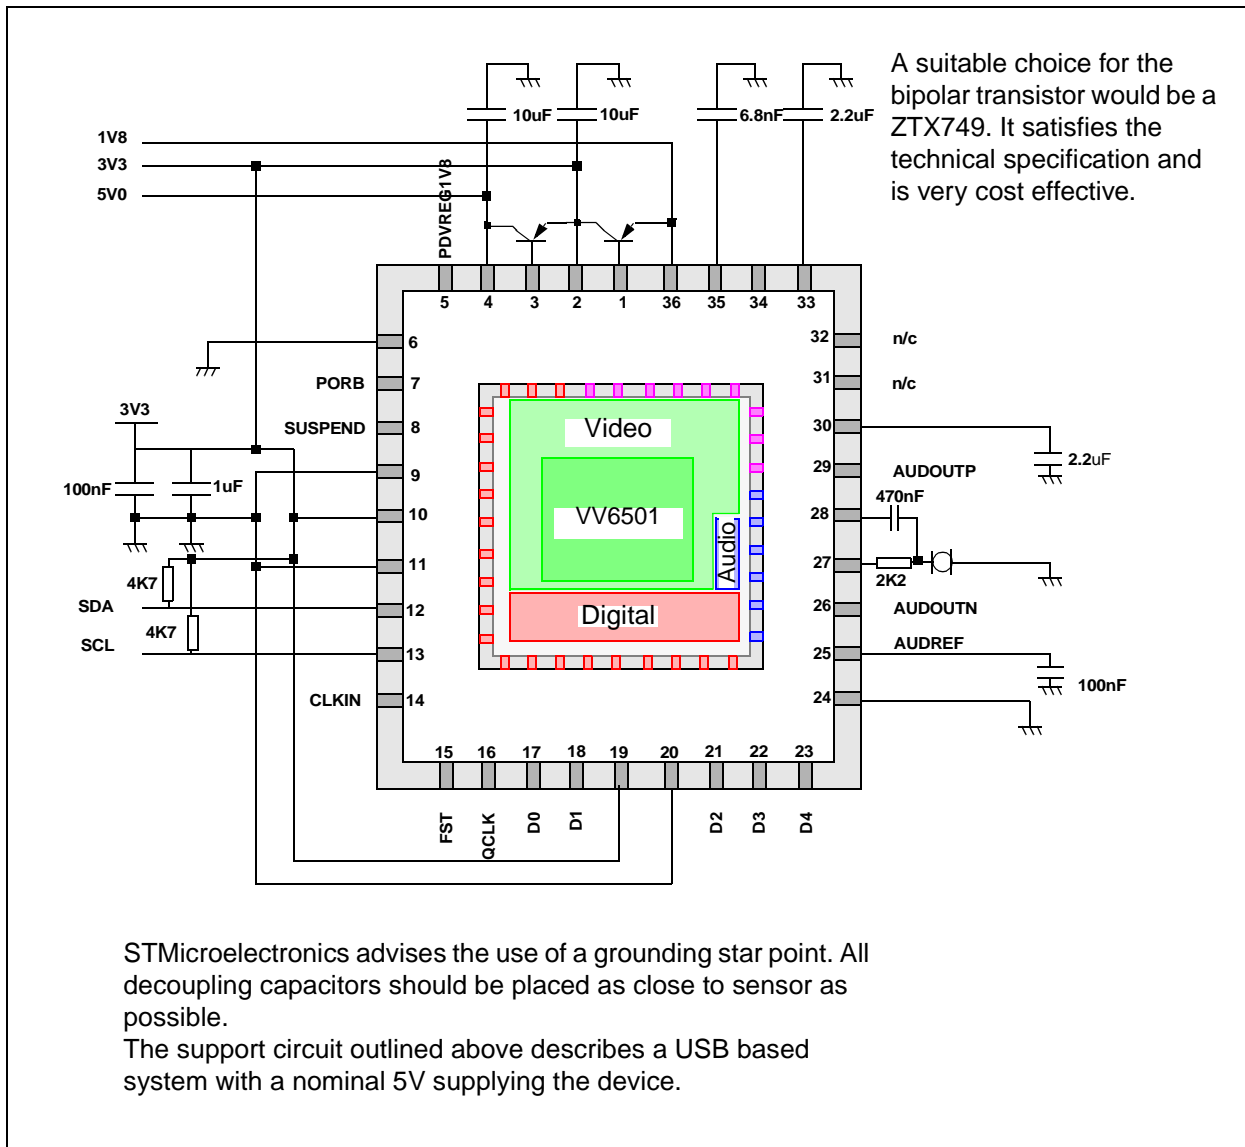 A suitable choice for the
bipolar transistor would be a
ZTX749. It satisfies the
technical specification and
is very cost effective.
10uF
10uF
6.8nF
2.2uF
1V8
3V3
5V0
PDVREG1V8
5
4
3
2
1
36
35
34
33
6
PORB
7
SUSPEND
8
9
10
11
12
13
CLKIN
14
3V3
100nF
1uF
4K7
SDA
4K7
SCL
32
n/c
31
n/c
30
2.2uF
29
AUDOUTP
470nF
28
27
2K2
26
AUDOUTN
25
AUDREF
100nF
24
Video
VV6501
Audio
Digital
15
16
17
18
19
20
21
22
23
FST
QCLK
D0
D1
D2
D3
D4
STMicroelectronics advises the use of a grounding star point. All
decoupling capacitors should be placed as close to sensor as
possible.
The support circuit outlined above describes a USB based
system with a nominal 5V supplying the device.